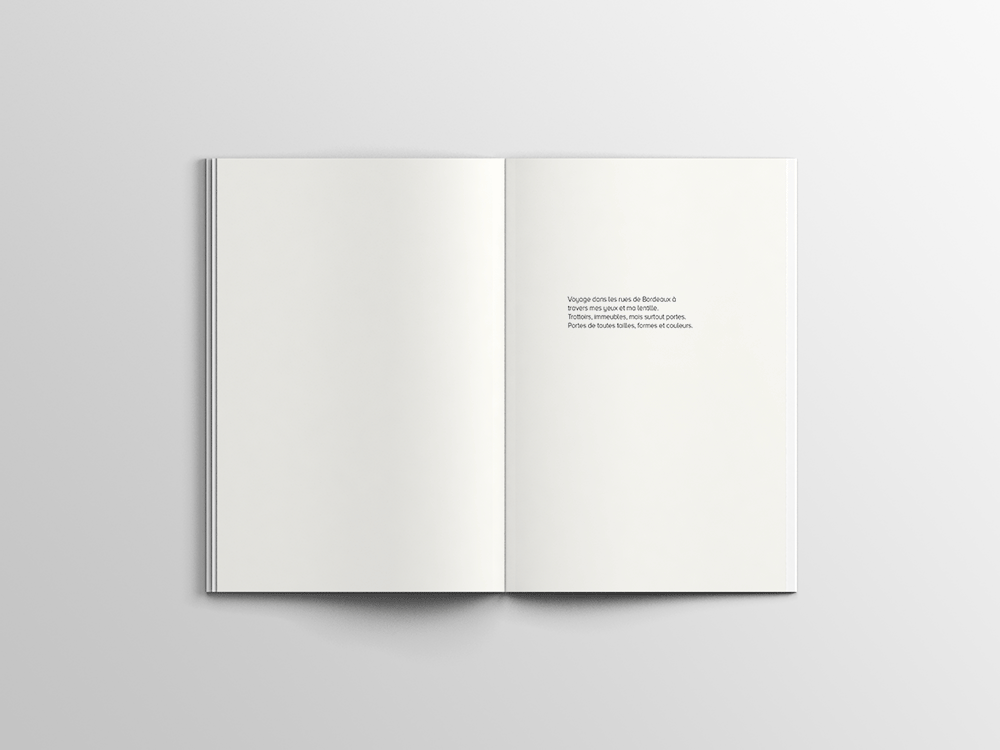 Voyage dans les rues de Bordeaux à
travers mes yeux et ma lentille.
Trottoirs, immeubles, mais surtout portes.
Portes de toutes tailles, formes et couleurs.